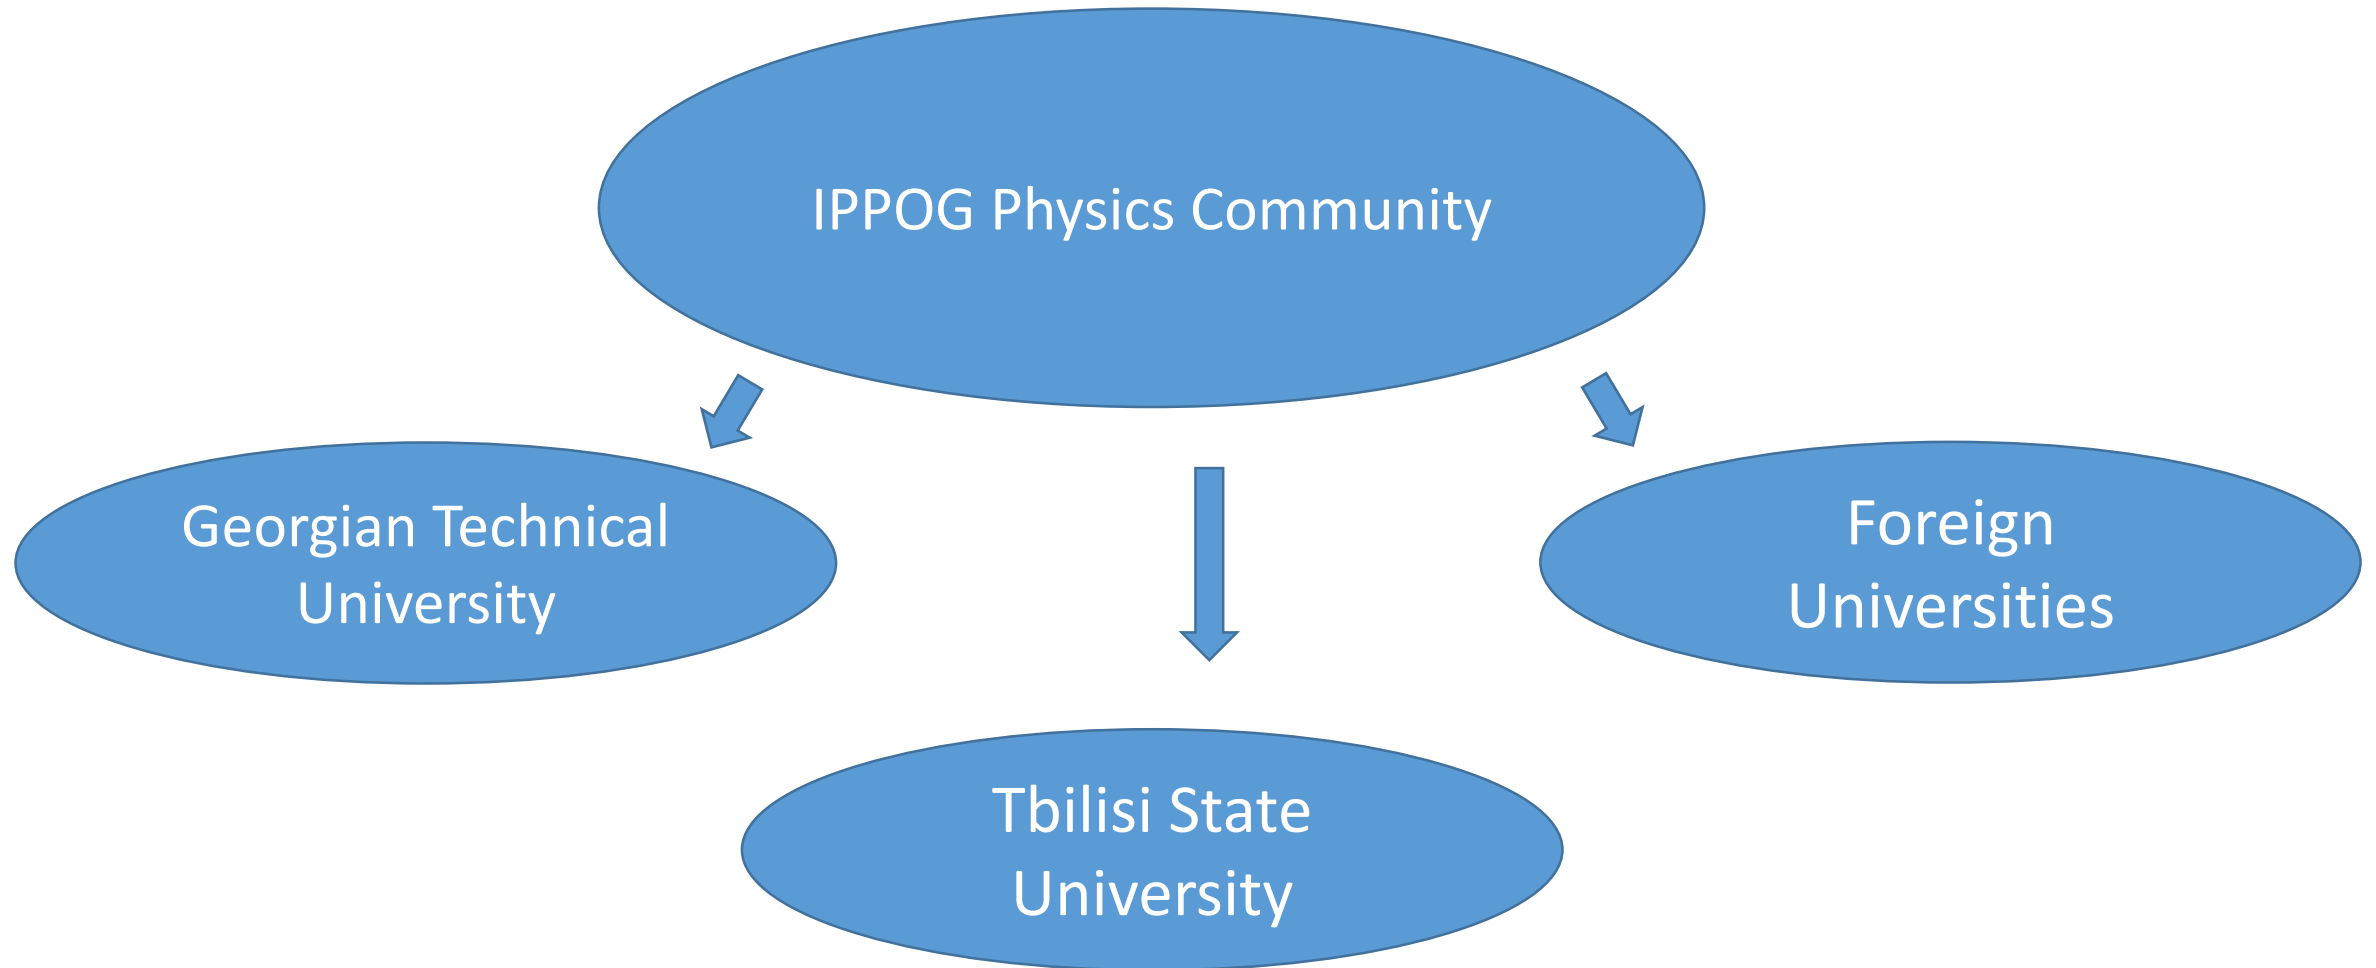 IPPOG Physics Community
Georgian Technical
University
Foreign
Universities
Tbilisi State
University